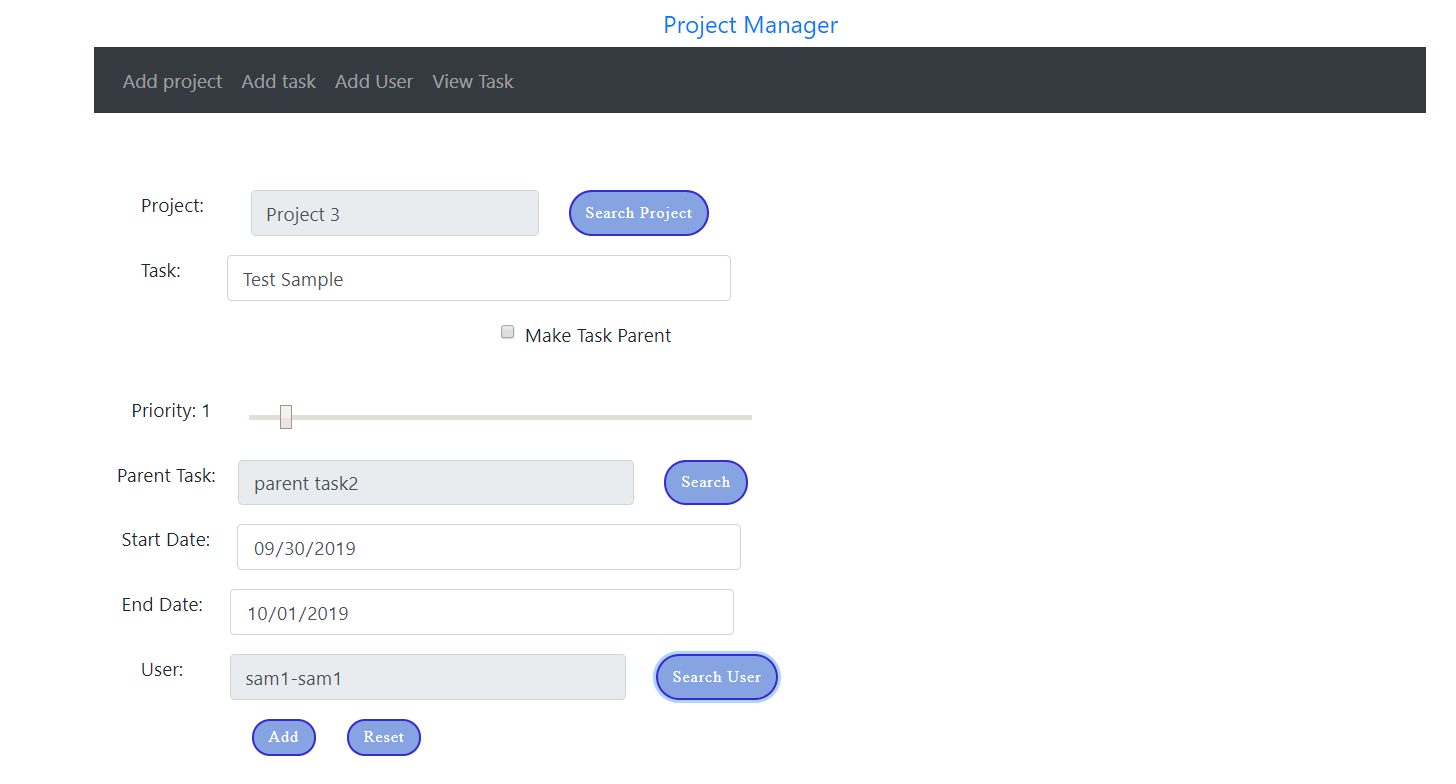 Project Manager
Add project Add task Add User View Task
Project: Project 3 Search Project
Task: Test Sample
Make Task Parent
Priority: 1
Parent Task: parent task2 Search
Start Date: 09/30/2019
End Date: 10/01/2019
User: sam1-sam1 Search User
Add Reset